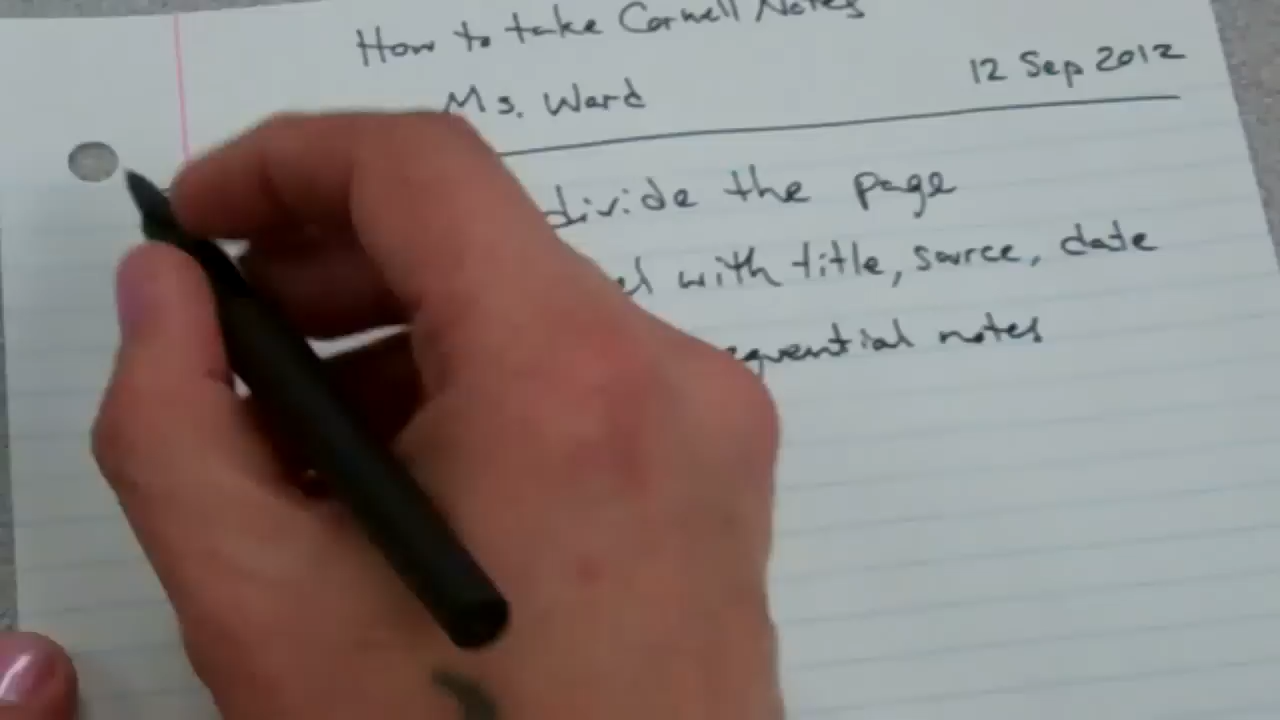 How to take Cornell Notes
Ms. Ward
12 Sep 2012
divide the page
with title, source, date
notes